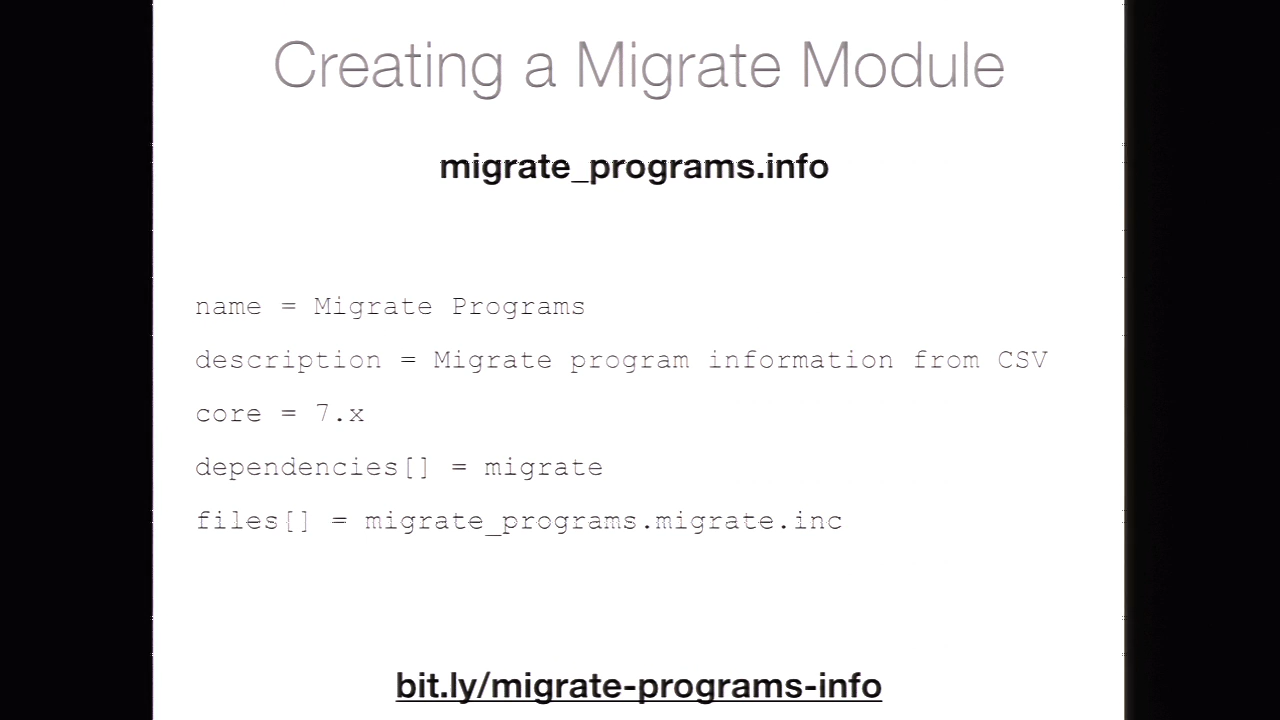 Creating a Migrate Module
migrate_programs.info
name = Migrate Programs
description = Migrate program information from CSV
core = 7.x
dependencies[] = migrate
files[] = migrate_programs.migrate.inc
bit.ly/migrate-programs-info